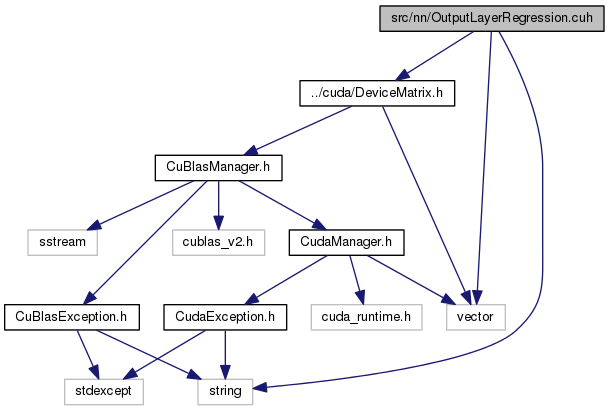 src/nn/OutputLayerRegression.cuh
../cuda/DeviceMatrix.h
CuBlasManager.h
sstream
cublas_v2.h
CudaManager.h
CuBlasException.h
CudaException.h
cuda_runtime.h
vector
stdexcept
string